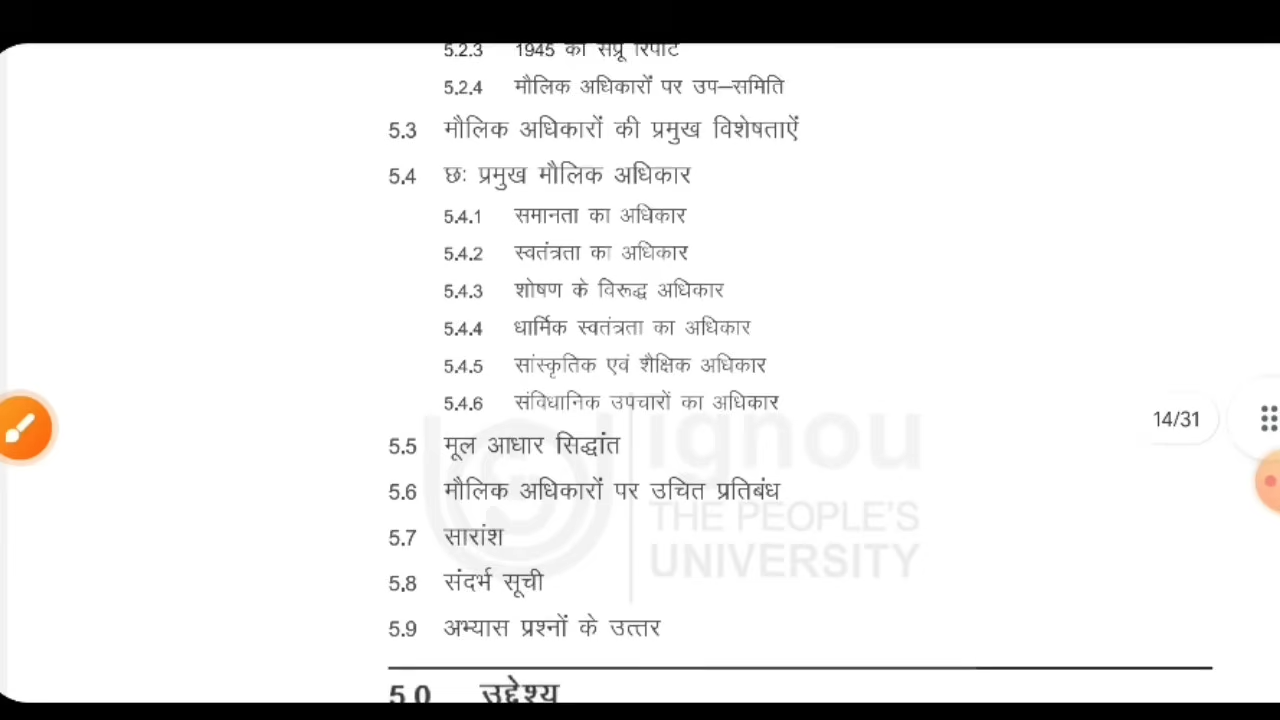 5.2.3 1945 की सप्रू रिपोर्ट
5.2.4 मौलिक अधिकारों पर उप–समिति
5.3 मौलिक अधिकारों की प्रमुख विशेषताऐं
5.4 छः प्रमुख मौलिक अधिकार
5.4.1 समानता का अधिकार
5.4.2 स्वतंत्रता का अधिकार
5.4.3 शोषण के विरूद्ध अधिकार
5.4.4 धार्मिक स्वतंत्रता का अधिकार
5.4.5 सांस्कृतिक एवं शैक्षिक अधिकार
5.4.6 संविधानिक उपचारों का अधिकार
14/31
5.5 मूल आधार सिद्धांत
ignou
5.6 मौलिक अधिकारों पर उचित प्रतिबंध
THE PEOPLE'S
5.7 सारांश
UNIVERSITY
5.8 संदर्भ सूची
5.9 अभ्यास प्रश्नों के उत्तर
5.0 उद्देश्य